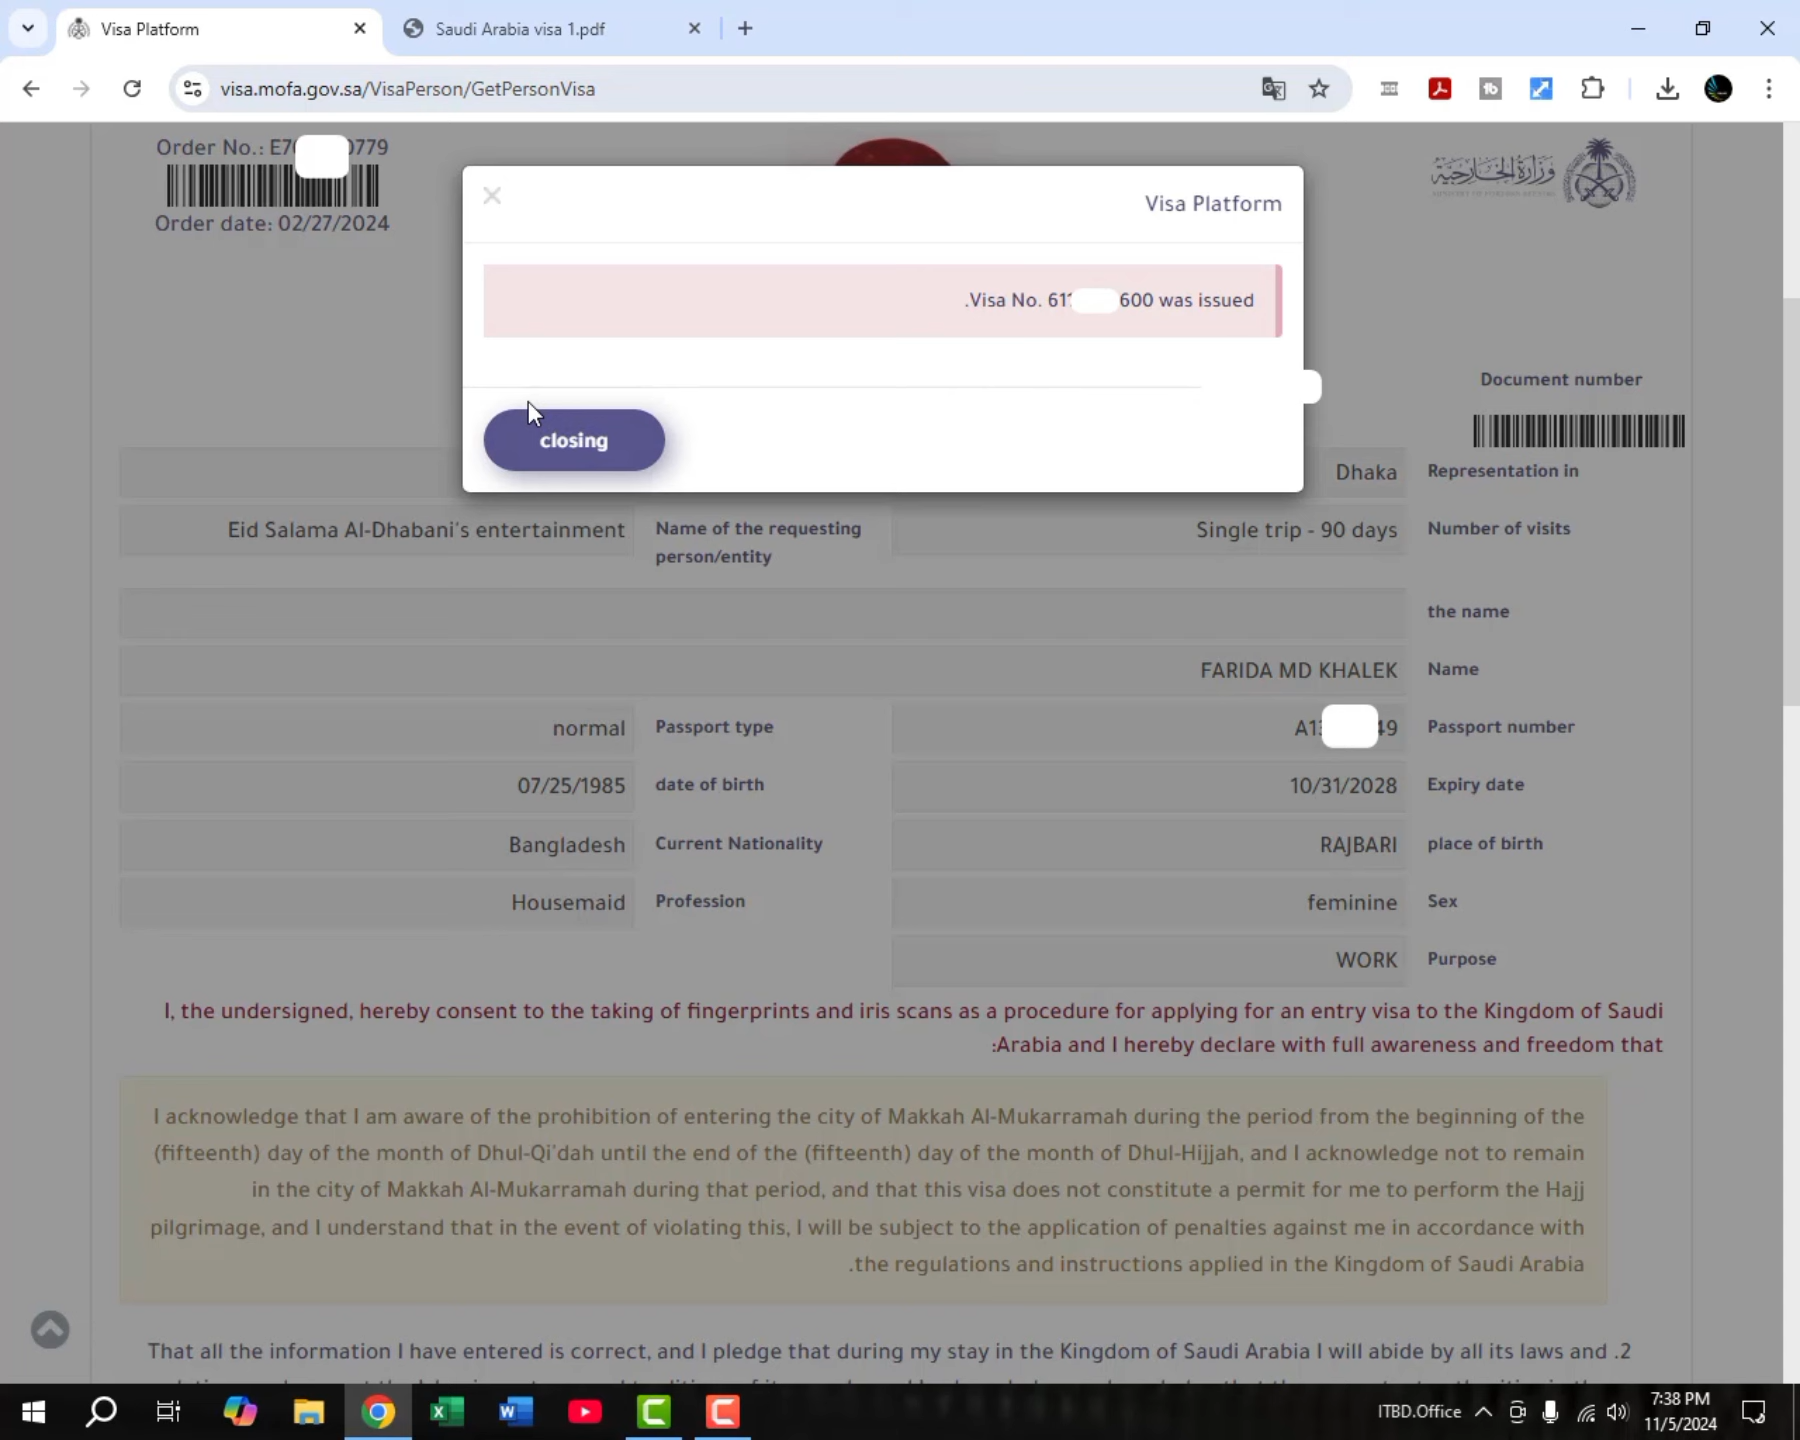 Visa Platform
Saudi Arabia visa 1.pdf
visa.mofa.gov.sa/VisaPerson/GetPersonVisa
Order No.: E70779
Order date: 02/27/2024
وزارة الخارجية
Visa Platform
.Visa No. 611 600 was issued
closing
Document number
Dhaka Representation in
Eid Salama Al-Dhabani's entertainment Name of the requesting person/entity Single trip - 90 days Number of visits
the name
FARIDA MD KHALEK Name
normal Passport type A13 49 Passport number
07/25/1985 date of birth 10/31/2028 Expiry date
Bangladesh Current Nationality RAJBARI place of birth
Housemaid Profession feminine Sex
WORK Purpose
I, the undersigned, hereby consent to the taking of fingerprints and iris scans as a procedure for applying for an entry visa to the Kingdom of Saudi
:Arabia and I hereby declare with full awareness and freedom that
I acknowledge that I am aware of the prohibition of entering the city of Makkah Al-Mukarramah during the period from the beginning of the
(fifteenth) day of the month of Dhul-Qi'dah until the end of the (fifteenth) day of the month of Dhul-Hijjah, and I acknowledge not to remain
in the city of Makkah Al-Mukarramah during that period, and that this visa does not constitute a permit for me to perform the Hajj
pilgrimage, and I understand that in the event of violating this, I will be subject to the application of penalties against me in accordance with
.the regulations and instructions applied in the Kingdom of Saudi Arabia
That all the information I have entered is correct, and I pledge that during my stay in the Kingdom of Saudi Arabia I will abide by all its laws and .2
ITBD.Office
7:38 PM
11/5/2024